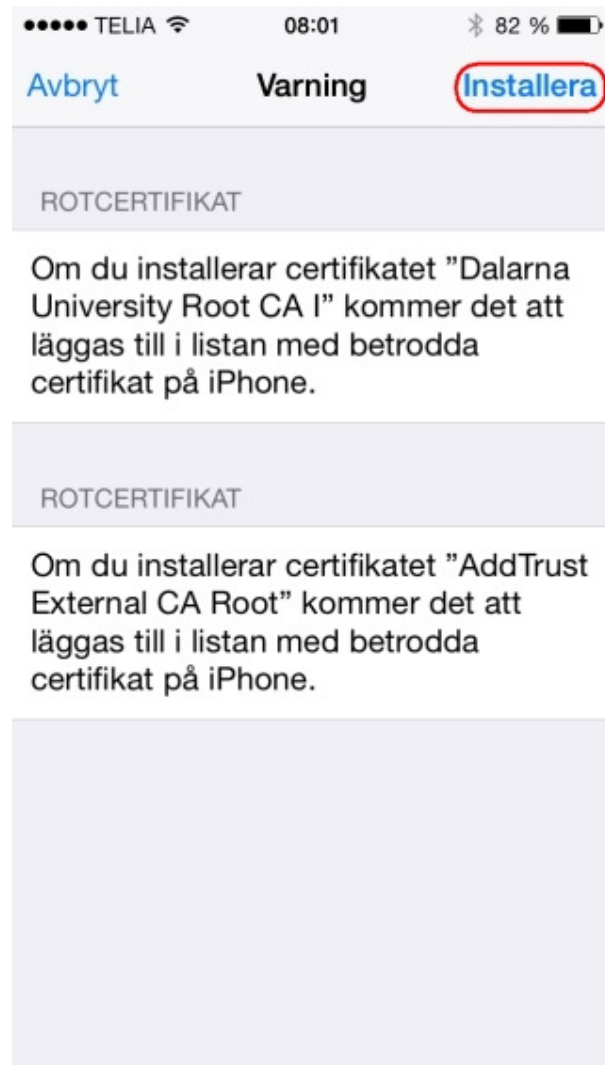 TELIA 08:01 82 %
Avbryt Varning Installera
ROTCERTIFIKAT
Om du installerar certifikatet ”Dalarna
University Root CA I” kommer det att
läggas till i listan med betrodda
certifikat på iPhone.
ROTCERTIFIKAT
Om du installerar certifikatet ”AddTrust
External CA Root” kommer det att
läggas till i listan med betrodda
certifikat på iPhone.